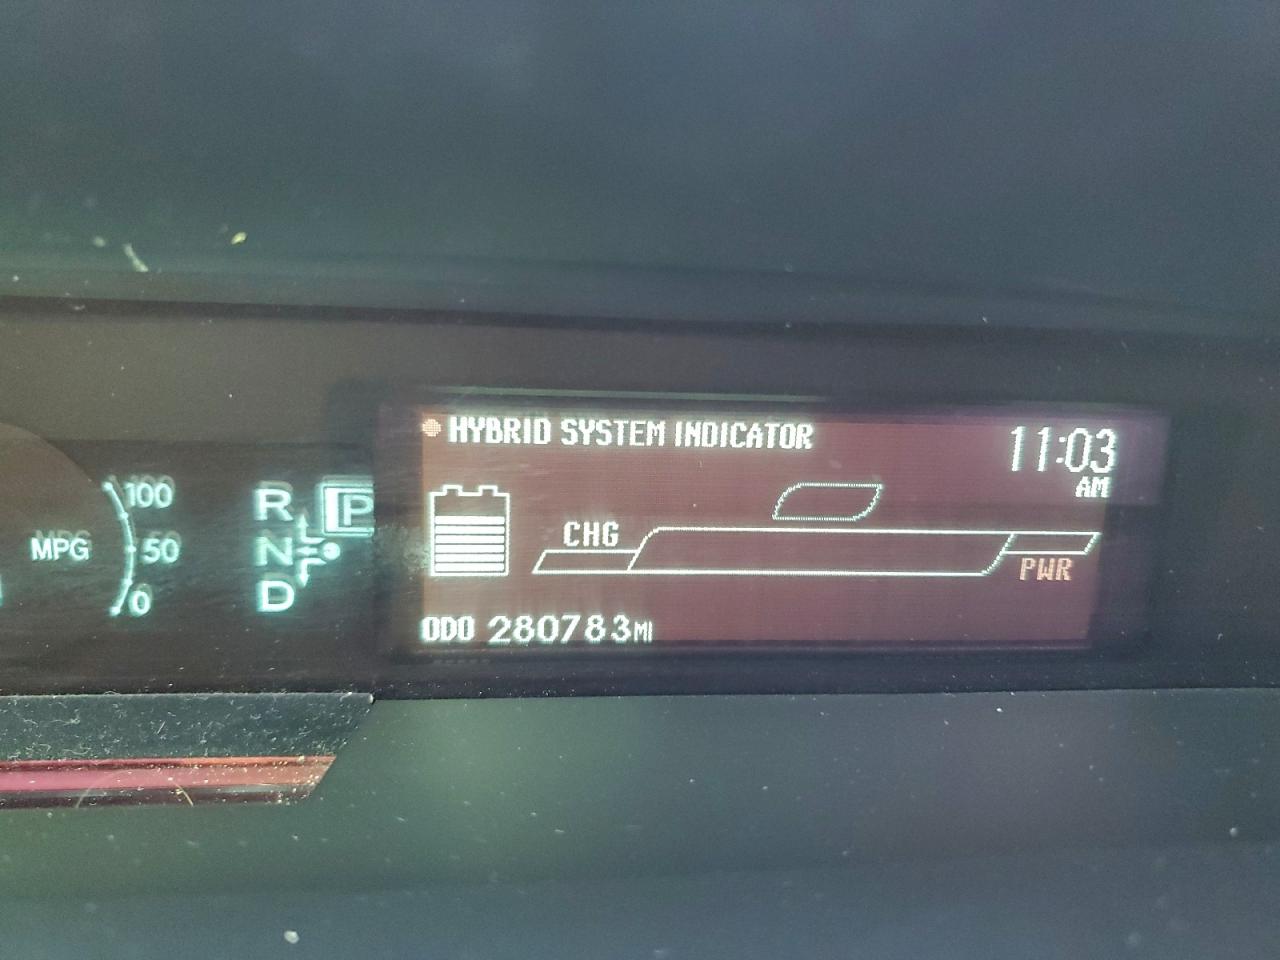 HYBRID SYSTEM INDICATOR
11:03
AM
100
MPG
50
0
R
P
N
D
CHG
PWR
ODO 280783MI